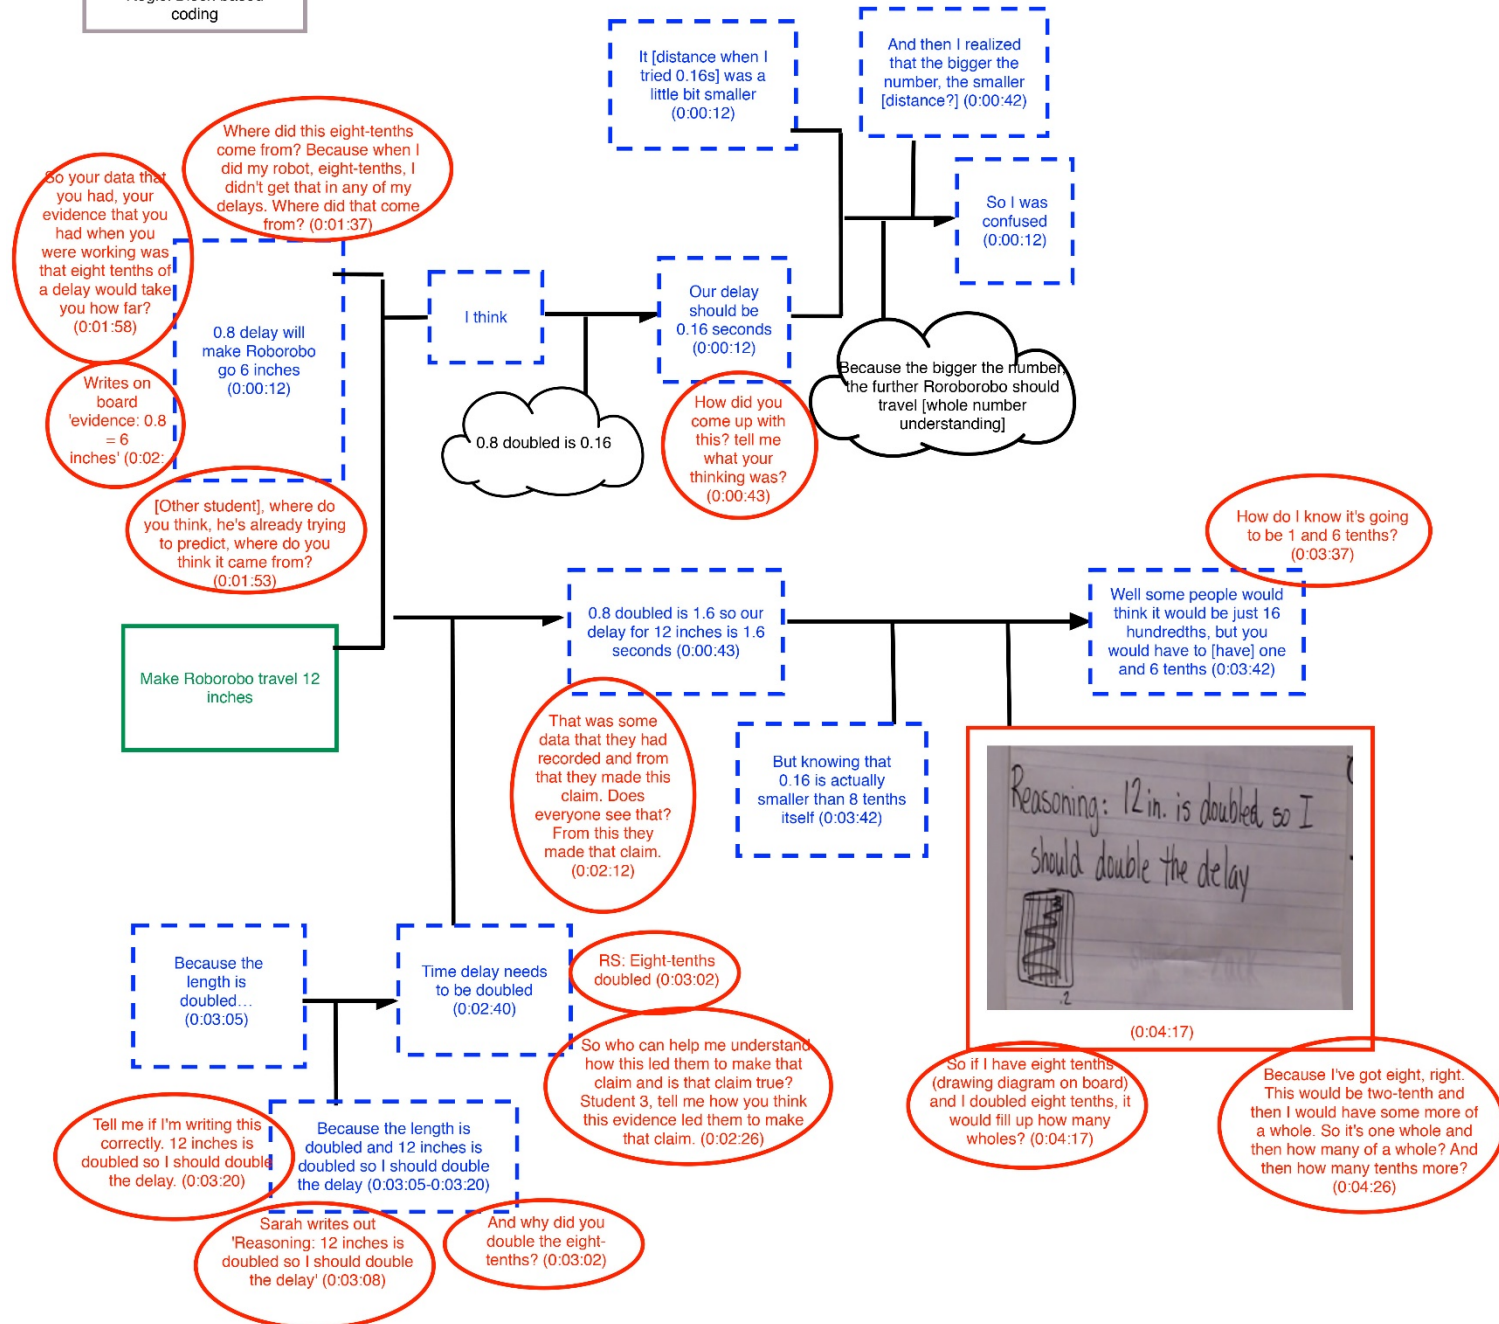 coding
It [distance when I
tried 0.16s] was a
little bit smaller
(0:00:12)
And then I realized
that the bigger the
number, the smaller
[distance?] (0:00:42)
So I was
confused
(0:00:12)
Where did this eight-tenths
come from? Because when I
did my robot, eight-tenths, I
didn't get that in any of my
delays. Where did that come
from? (0:01:37)
So your data that
you had, your
evidence that you
had when you
were working was
that eight tenths of
a delay would take
you how far?
(0:01:58)
0.8 delay will
make Roborobo
go 6 inches
(0:00:12)
I think
Our delay
should be
0.16 seconds
(0:00:12)
Because the bigger the number,
the further Roroborobo should
travel [whole number
understanding]
Writes on
board
'evidence: 0.8
= 6
inches' (0:02:
0.8 doubled is 0.16
How did you
come up with
this? tell me
what your
thinking was?
(0:00:43)
[Other student], where do
you think, he's already trying
to predict, where do you
think it came from?
(0:01:53)
How do I know it's going
to be 1 and 6 tenths?
(0:03:37)
Make Roborobo travel 12
inches
0.8 doubled is 1.6 so our
delay for 12 inches is 1.6
seconds (0:00:43)
Well some people would
think it would be just 16
hundredths, but you
would have to [have] one
and 6 tenths (0:03:42)
That was some
data that they had
recorded and from
that they made this
claim. Does
everyone see that?
From this they
made that claim.
(0:02:12)
But knowing that
0.16 is actually
smaller than 8 tenths
itself (0:03:42)
Reasoning: 12 in. is doubled so I
should double the delay
.2
(0:04:17)
Because the
length is
doubled...
(0:03:05)
Time delay needs
to be doubled
(0:02:40)
RS: Eight-tenths
doubled (0:03:02)
So who can help me understand
how this led them to make that
claim and is that claim true?
Student 3, tell me how you think
this evidence led them to make
that claim. (0:02:26)
So if I have eight tenths
(drawing diagram on board)
and I doubled eight tenths, it
would fill up how many
wholes? (0:04:17)
Because I've got eight, right.
This would be two-tenth and
then I would have some more of
a whole. So it's one whole and
then how many of a whole? And
then how many tenths more?
(0:04:26)
Tell me if I'm writing this
correctly. 12 inches is
doubled so I should double
the delay. (0:03:20)
Because the length is
doubled and 12 inches is
doubled so I should double
the delay (0:03:05-0:03:20)
Sarah writes out
'Reasoning: 12 inches is
doubled so I should double
the delay' (0:03:08)
And why did you
double the eight-
tenths? (0:03:02)